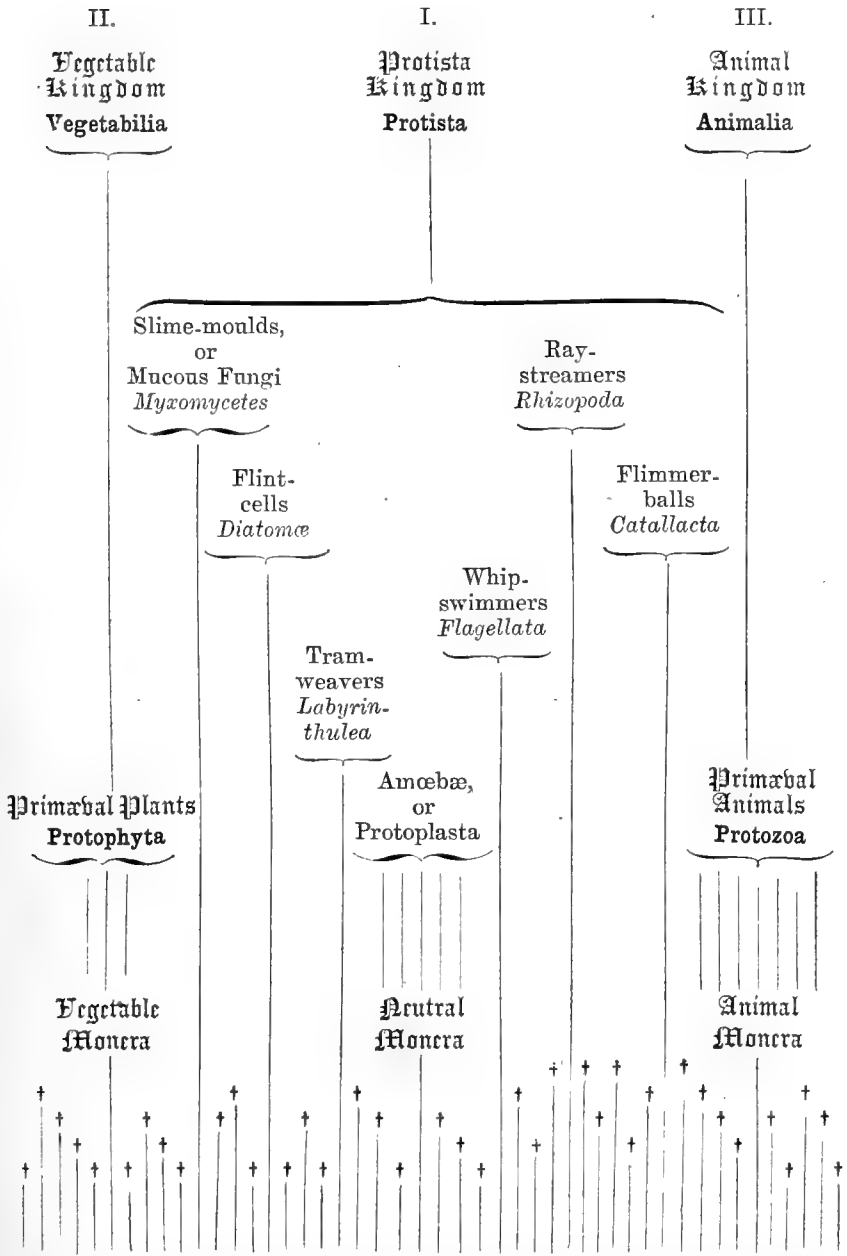 II.
I.
III.
Vegetable
Kingdom
Vegetabilia
Protista
Kingdom
Protista
Animal
Kingdom
Animalia
Slime-moulds,
or
Mucous Fungi
Myxomycetes
Ray-
streamers
Rhizopoda
Flint-
cells
Diatomæ
Flimmer-
balls
Catallacta
Whip-
swimmers
Flagellata
Tram-
weavers
Labyrin-
thulea
Amœbæ,
or
Protoplasta
Primæval Plants
Protophyta
Primæval
Animals
Protozoa
Vegetable
Monera
Neutral
Monera
Animal
Monera